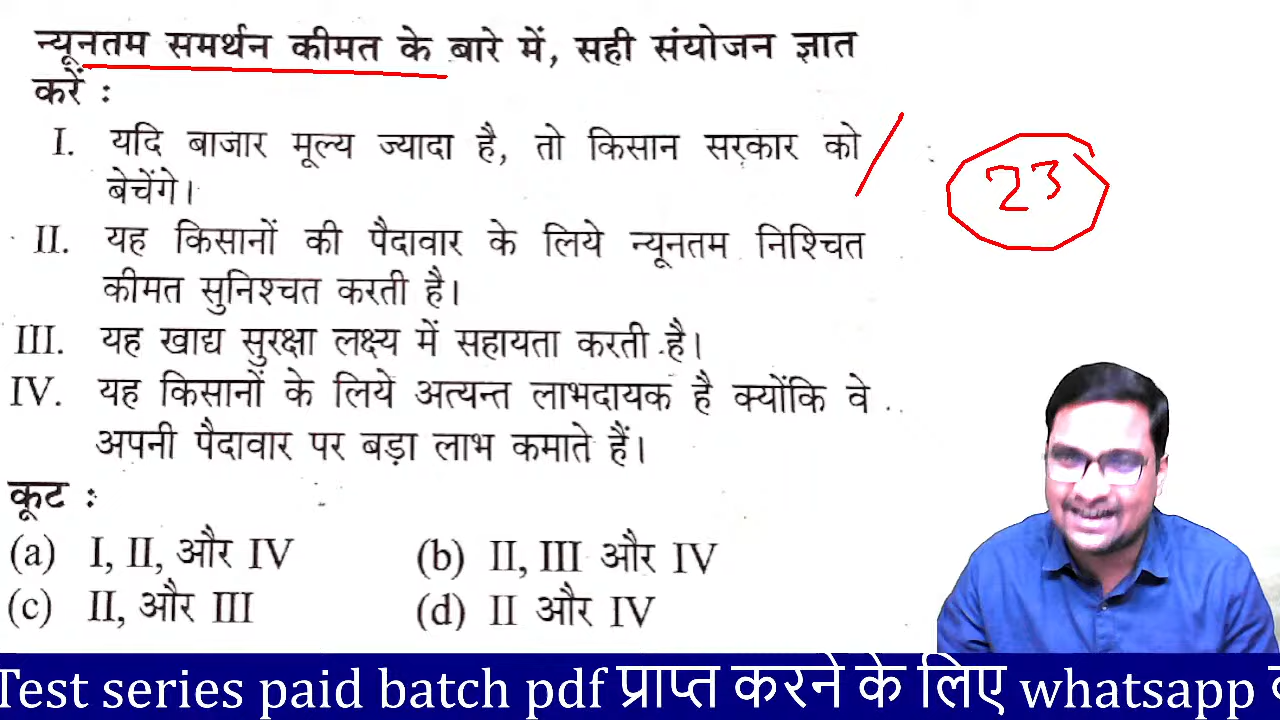 न्यूनतम समर्थन कीमत के बारे में, सही संयोजन ज्ञात
करें :
I. यदि बाजार मूल्य ज्यादा है, तो किसान सरकार को
बेचेंगे।
23
II. यह किसानों की पैदावार के लिये न्यूनतम निश्चित
कीमत सुनिश्चत करती है।
III. यह खाद्य सुरक्षा लक्ष्य में सहायता करती है।
IV. यह किसानों के लिये अत्यन्त लाभदायक है क्योंकि वे
अपनी पैदावार पर बड़ा लाभ कमाते हैं।
कूट :
(a) I, II, और IV (b) II, III और IV
(c) II, और III (d) II और IV
Test series paid batch pdf प्राप्त करने के लिए whatsapp